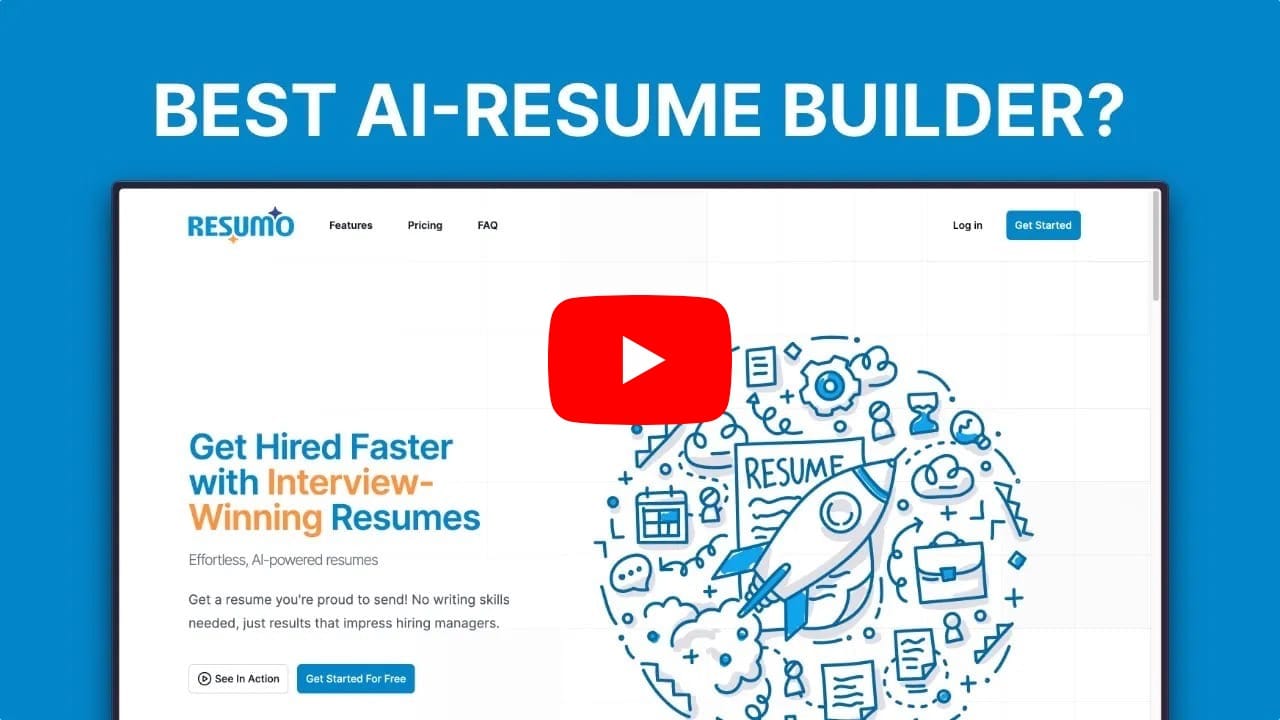 BEST AI-RESUME BUILDER?
RESUMO
Features
Pricing
FAQ
Log in
Get Started
Get Hired Faster
with Interview-
Winning Resumes
Effortless, AI-powered resumes
Get a resume you're proud to send! No writing skills
needed, just results that impress hiring managers.
See In Action
Get Started For Free
RESUME